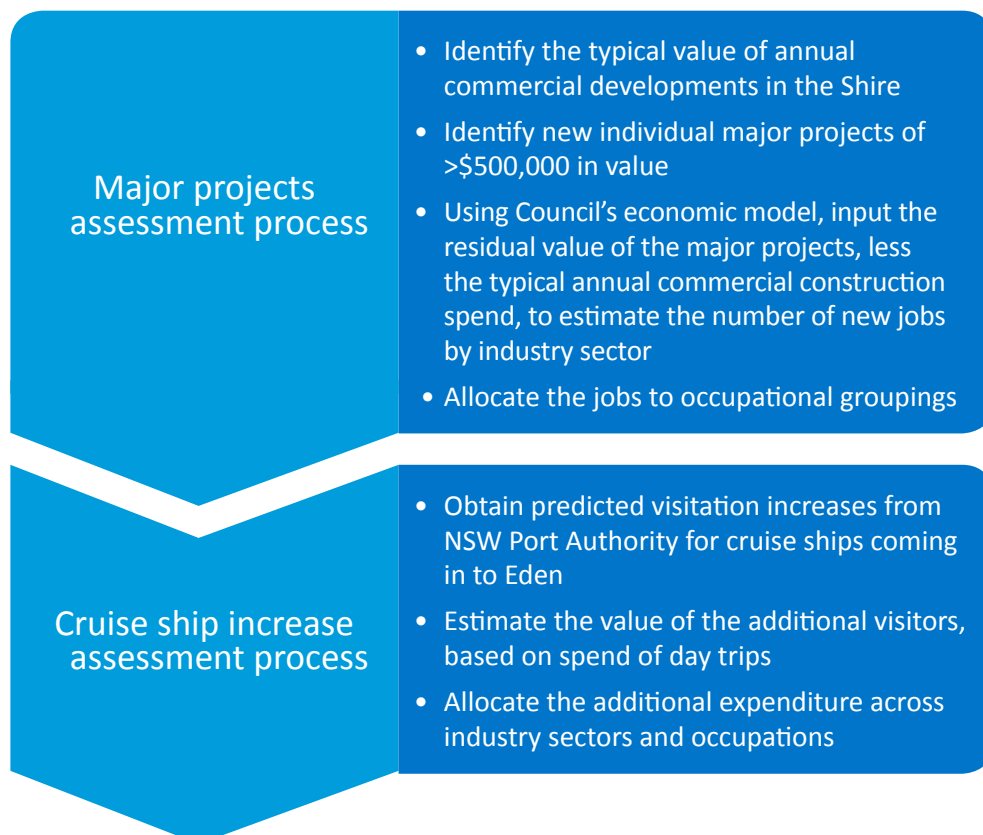 Major projects
assessment process
• Identify the typical value of annual
commercial developments in the Shire
• Identify new individual major projects of
>$500,000 in value
• Using Council’s economic model, input the
residual value of the major projects, less
the typical annual commercial construction
spend, to estimate the number of new jobs
by industry sector
• Allocate the jobs to occupational groupings
Cruise ship increase
assessment process
• Obtain predicted visitation increases from
NSW Port Authority for cruise ships coming
in to Eden
• Estimate the value of the additional visitors,
based on spend of day trips
• Allocate the additional expenditure across
industry sectors and occupations